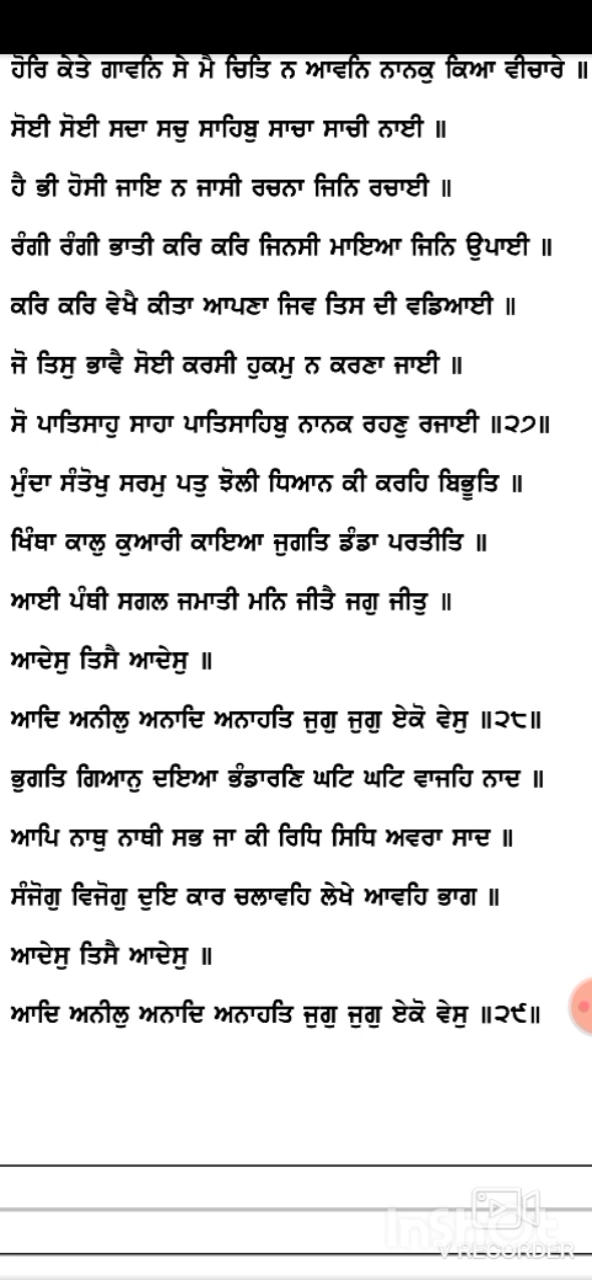 ਹੋਰਿ ਕੇਤੇ ਗਾਵਨਿ ਸੇ ਮੈ ਚਿਤਿ ਨ ਆਵਨਿ ਨਾਨਕੁ ਕਿਆ ਵੀਚਾਰੇ ॥
ਸੋਈ ਸੋਈ ਸਦਾ ਸਚੁ ਸਾਹਿਬੁ ਸਾਚਾ ਸਾਚੀ ਨਾਈ ॥
ਹੈ ਭੀ ਹੋਸੀ ਜਾਇ ਨ ਜਾਸੀ ਰਚਨਾ ਜਿਨਿ ਰਚਾਈ ॥
ਰੰਗੀ ਰੰਗੀ ਭਾਤੀ ਕਰਿ ਕਰਿ ਜਿਨਸੀ ਮਾਇਆ ਜਿਨਿ ਉਪਾਈ ॥
ਕਰਿ ਕਰਿ ਵੇਖੈ ਕੀਤਾ ਆਪਣਾ ਜਿਵ ਤਿਸ ਦੀ ਵਡਿਆਈ ॥
ਜੋ ਤਿਸੁ ਭਾਵੈ ਸੋਈ ਕਰਸੀ ਹੁਕਮੁ ਨ ਕਰਣਾ ਜਾਈ ॥
ਸੋ ਪਾਤਿਸਾਹੁ ਸਾਹਾ ਪਾਤਿਸਾਹਿਬੁ ਨਾਨਕ ਰਹਣੁ ਰਜਾਈ ॥੨੭॥
ਮੁੰਦਾ ਸੰਤੋਖੁ ਸਰਮੁ ਪਤੁ ਝੋਲੀ ਧਿਆਨ ਕੀ ਕਰਹਿ ਬਿਭੂਤਿ ॥
ਖਿੰਥਾ ਕਾਲੁ ਕੁਆਰੀ ਕਾਇਆ ਜੁਗਤਿ ਡੰਡਾ ਪਰਤੀਤਿ ॥
ਆਈ ਪੰਥੀ ਸਗਲ ਜਮਾਤੀ ਮਨਿ ਜੀਤੈ ਜਗੁ ਜੀਤੁ ॥
ਆਦੇਸੁ ਤਿਸੈ ਆਦੇਸੁ ॥
ਆਦਿ ਅਨੀਲੁ ਅਨਾਦਿ ਅਨਾਹਤਿ ਜੁਗੁ ਜੁਗੁ ਏਕੋ ਵੇਸੁ ॥੨੮॥
ਭੁਗਤਿ ਗਿਆਨੁ ਦਇਆ ਭੰਡਾਰਣਿ ਘਟਿ ਘਟਿ ਵਾਜਹਿ ਨਾਦ ॥
ਆਪਿ ਨਾਥੁ ਨਾਥੀ ਸਭ ਜਾ ਕੀ ਰਿਧਿ ਸਿਧਿ ਅਵਰਾ ਸਾਦ ॥
ਸੰਜੋਗੁ ਵਿਜੋਗੁ ਦੁਇ ਕਾਰ ਚਲਾਵਹਿ ਲੇਖੇ ਆਵਹਿ ਭਾਗ ॥
ਆਦੇਸੁ ਤਿਸੈ ਆਦੇਸੁ ॥
ਆਦਿ ਅਨੀਲੁ ਅਨਾਦਿ ਅਨਾਹਤਿ ਜੁਗੁ ਜੁਗੁ ਏਕੋ ਵੇਸੁ ॥੨੯॥
InShOt
V RECORDER